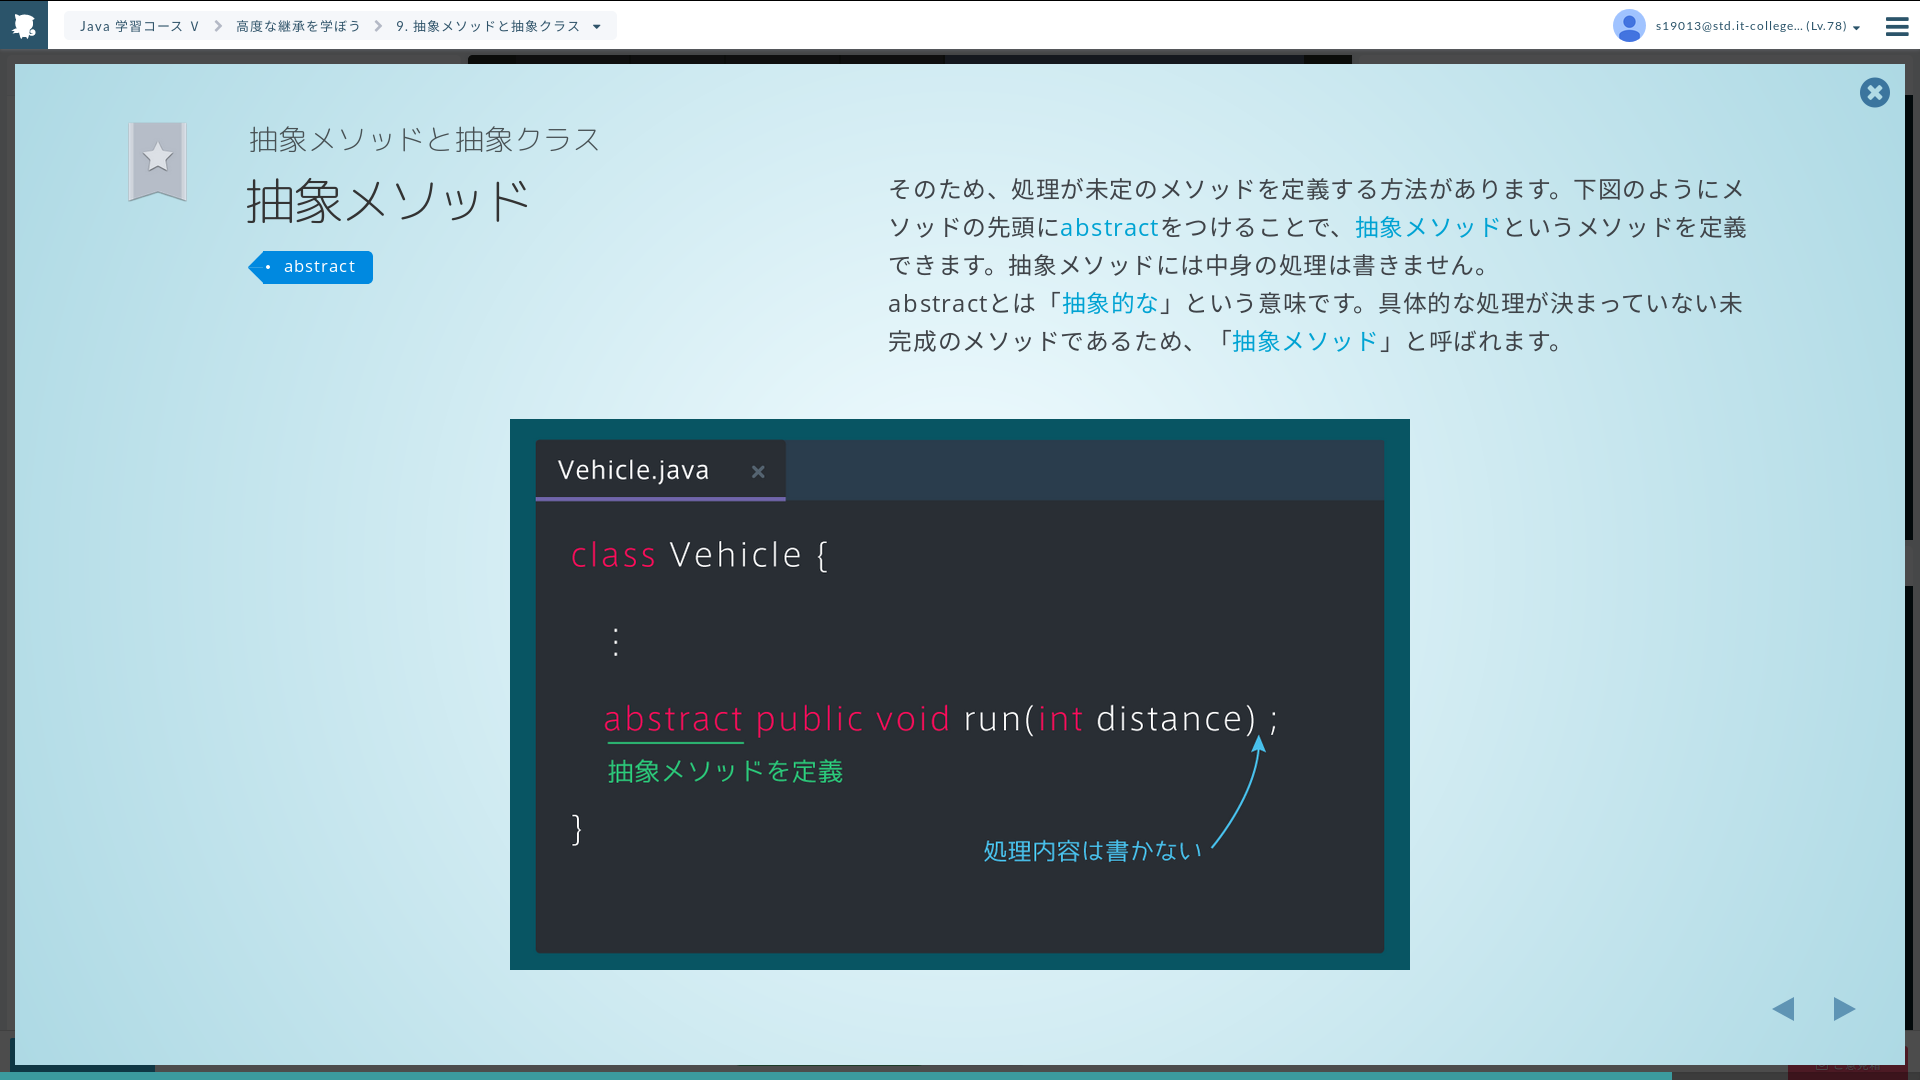 Java 学習コース Ⅴ
高度な継承を学ぼう
9. 抽象メソッドと抽象クラス
s19013@std.it-college... (Lv.78)
抽象メソッドと抽象クラス
抽象メソッド
abstract
そのため、処理が未定のメソッドを定義する方法があります。下図のようにメ
ソッドの先頭にabstractをつけることで、抽象メソッドというメソッドを定義
できます。抽象メソッドには中身の処理は書きません。
abstractとは「抽象的な」という意味です。具体的な処理が決まっていない未
完成のメソッドであるため、「抽象メソッド」と呼ばれます。
Vehicle.java
class Vehicle {
⋮
abstract public void run(int distance) ;
抽象メソッドを定義
}
処理内容は書かない